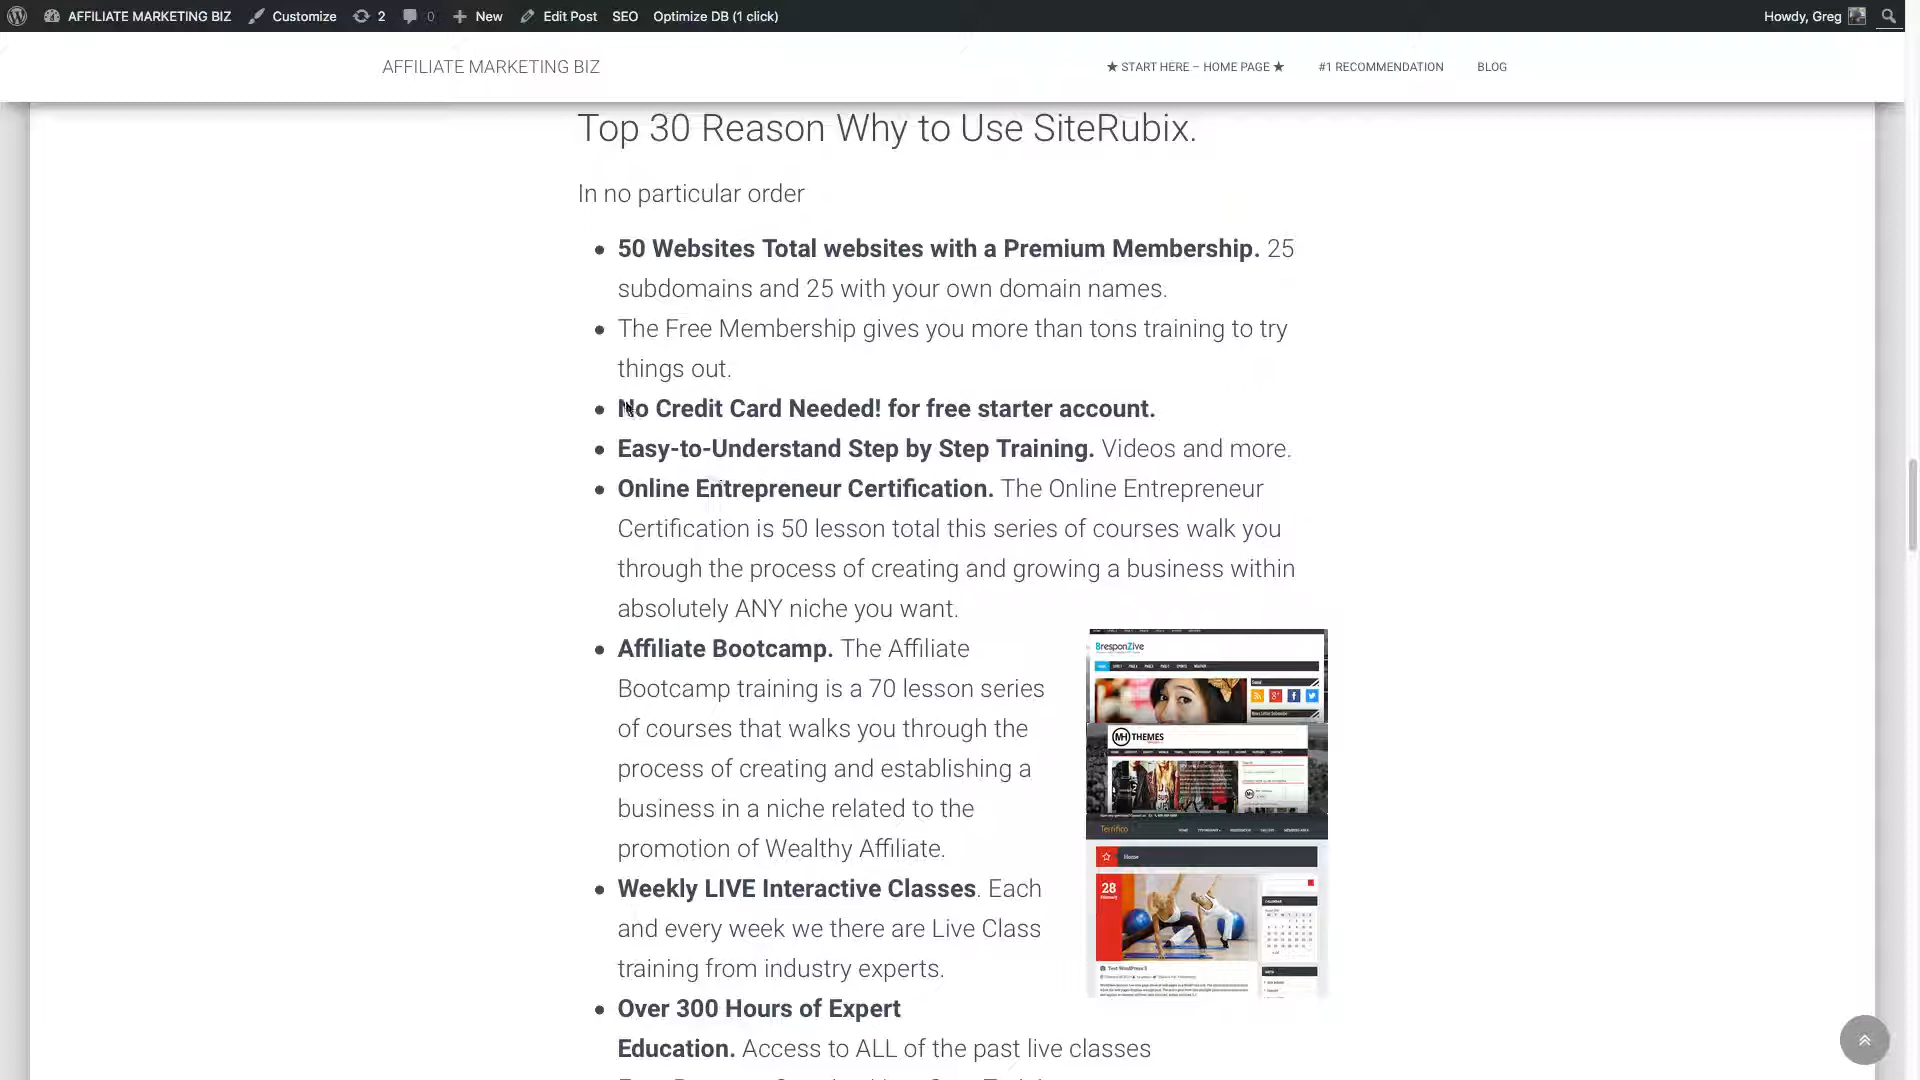 AFFILIATE MARKETING BIZ Customize 2 0 New Edit Post SEO Optimize DB (1 click) Howdy, Greg
AFFILIATE MARKETING BIZ ★ START HERE – HOME PAGE ★ #1 RECOMMENDATION BLOG
Top 30 Reason Why to Use SiteRubix.
In no particular order
50 Websites Total websites with a Premium Membership. 25
subdomains and 25 with your own domain names.
The Free Membership gives you more than tons training to try
things out.
No Credit Card Needed! for free starter account.
Easy-to-Understand Step by Step Training. Videos and more.
Online Entrepreneur Certification. The Online Entrepreneur
Certification is 50 lesson total this series of courses walk you
through the process of creating and growing a business within
absolutely ANY niche you want.
Affiliate Bootcamp. The Affiliate
Bootcamp training is a 70 lesson series
of courses that walks you through the
process of creating and establishing a
business in a niche related to the
promotion of Wealthy Affiliate.
Weekly LIVE Interactive Classes. Each
and every week we there are Live Class
training from industry experts.
Over 300 Hours of Expert
Education. Access to ALL of the past live classes
BresponZive
MH THEMES
Terrifico
Home
28